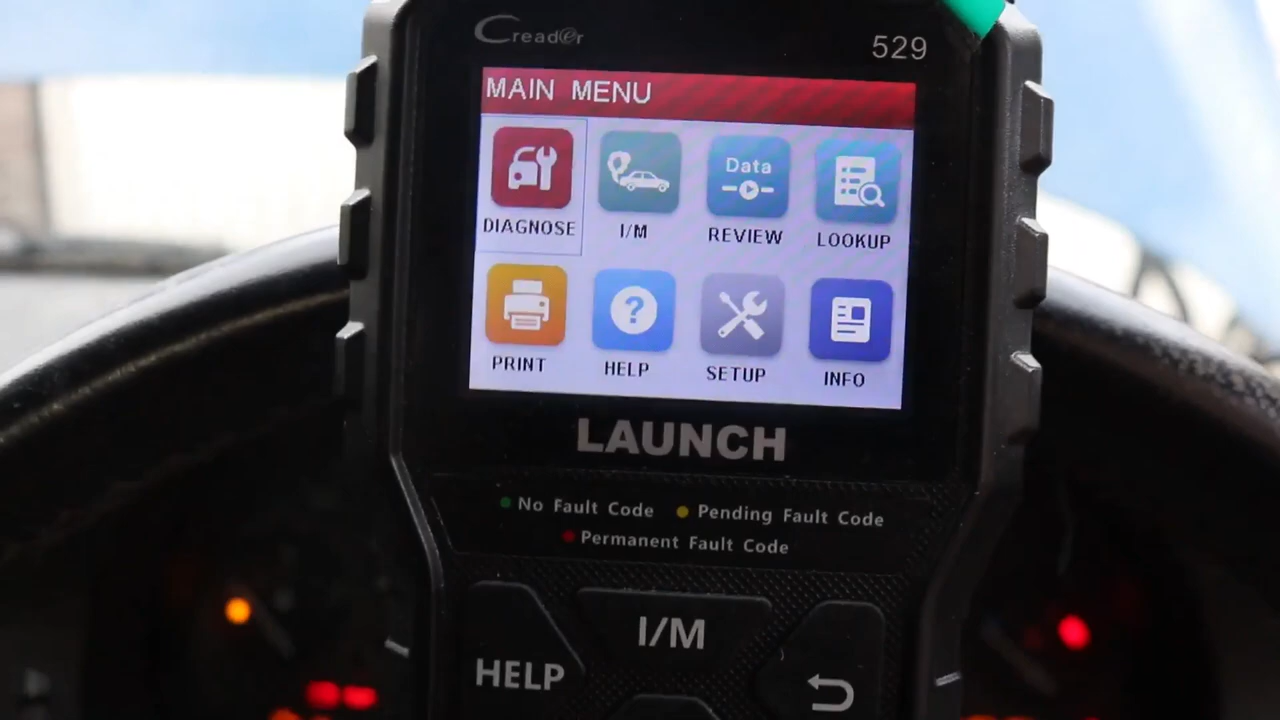 Creader
529
MAIN MENU
Data
DIAGNOSE I/M REVIEW LOOKUP
?
PRINT HELP SETUP INFO
LAUNCH
No Fault Code Pending Fault Code
Permanent Fault Code
I/M
HELP